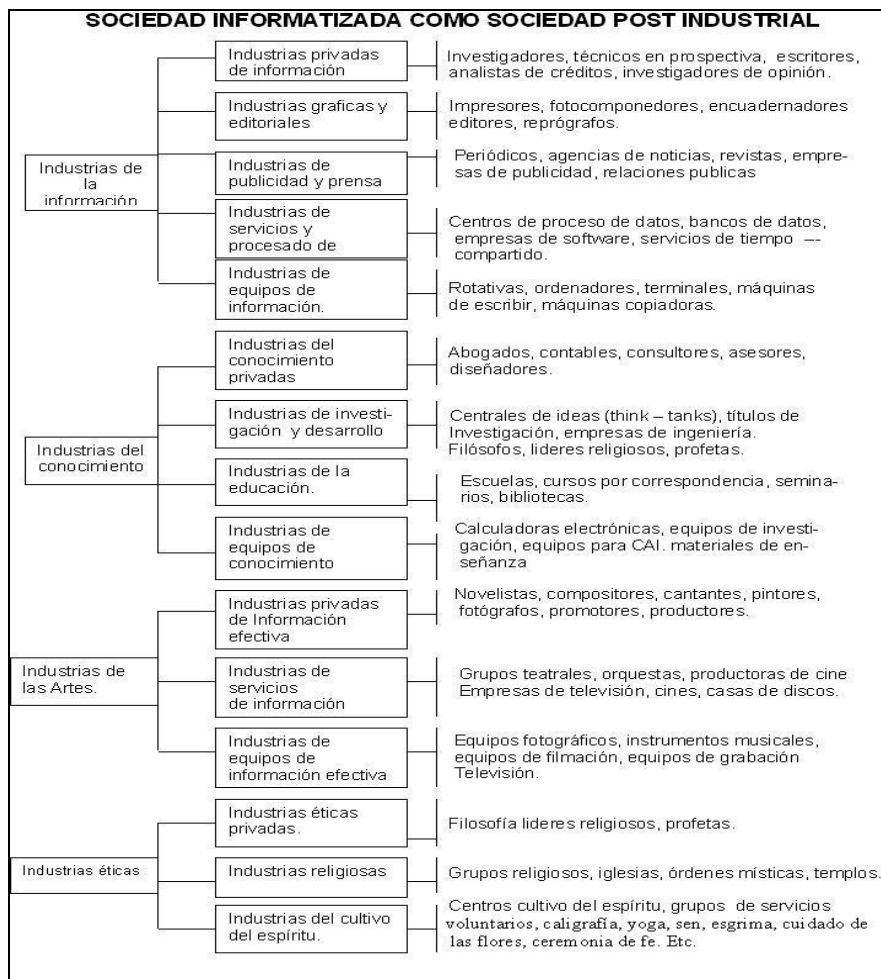 SOCIEDAD INFORMATIZADA COMO SOCIEDAD POST INDUSTRIAL
Industrias de
la
información
Industrias privadas
de información
Investigadores, técnicos en prospectiva, escritores,
analistas de créditos, investigadores de opinión.
Industrias graficas y
editoriales
Impresores, fotocomponedores, encuadernadores
editores, reprógrafos.
Industrias de
publicidad y prensa
Periódicos, agencias de noticias, revistas, empre-
sas de publicidad, relaciones publicas
Industrias de
servicios y
procesado de
Centros de proceso de datos, bancos de datos,
empresas de software, servicios de tiempo —-
compartido.
Industrias de
equipos de
información.
Rotativas, ordenadores, terminales, máquinas
de escribir, máquinas copiadoras.
Industrias del
conocimiento
Industrias del
conocimiento
privadas
Abogados, contables, consultores, asesores,
diseñadores.
Industrias de investi-
gación y desarrollo
Centrales de ideas (think – tanks), títulos de
Investigación, empresas de ingeniería.
Filósofos, lideres religiosos, profetas.
Industrias de la
educación.
Escuelas, cursos por correspondencia, semina-
rios, bibliotecas.
Industrias de
equipos de
conocimiento
Calculadoras electrónicas, equipos de investi-
gación, equipos para CAI. materiales de en-
señanza
Industrias de
las Artes.
Industrias privadas
de Información
efectiva
Novelistas, compositores, cantantes, pintores,
fotógrafos, promotores, productores.
Industrias de
servicios
de información
Grupos teatrales, orquestas, productoras de cine
Empresas de televisión, cines, casas de discos.
Industrias de
equipos de
información efectiva
Equipos fotográficos, instrumentos musicales,
equipos de filmación, equipos de grabación
Televisión.
Industrias éticas
Industrias éticas
privadas.
Filosofía lideres religiosos, profetas.
Industrias religiosas
Grupos religiosos, iglesias, órdenes místicas, templos.
Industrias del cultivo
del espíritu.
Centros cultivo del espíritu, grupos de servicios
voluntarios, caligrafía, yoga, sen, esgrima, cuidado de
las flores, ceremonia de fe. Etc.